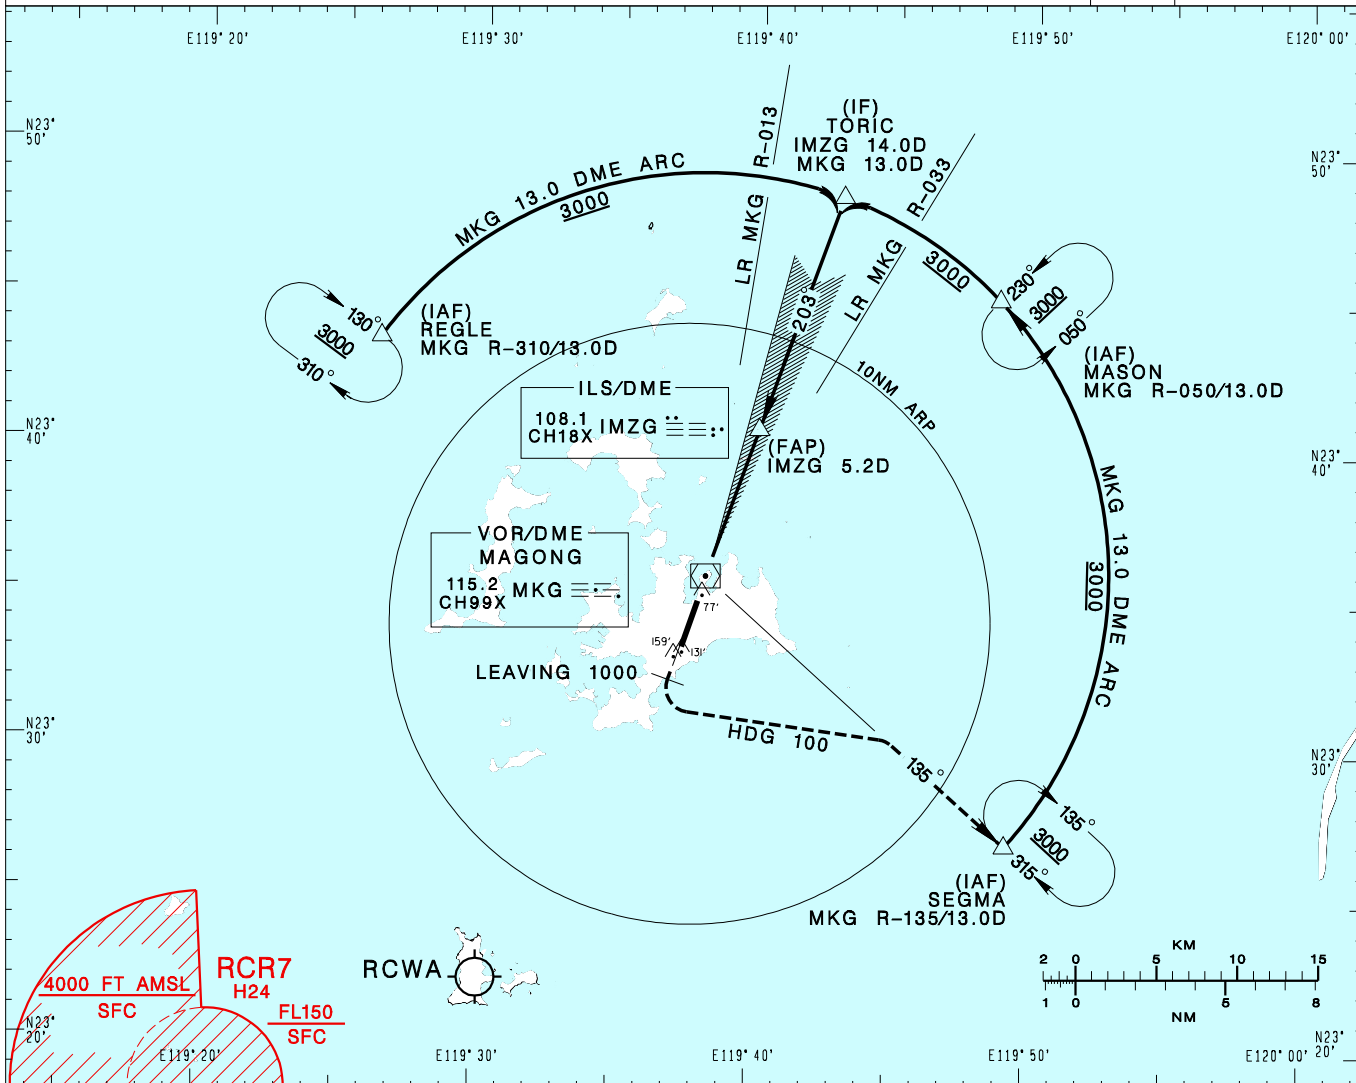 E119° 20'
E119° 30'
E119° 40'
E119° 50'
E120° 00'
N23°
50'
N23°
50'
(IF)
TORIC
IMZG 14.0D
MKG 13.0D
R-013
R-033
LR MKG
LR MKG
MKG 13.0 DME ARC
3000
3000
230°
3000
050°
(IAF)
MASON
MKG R-050/13.0D
130°
3000
310°
(IAF)
REGLE
MKG R-310/13.0D
203°
10NM ARP
ILS/DME
108.1
CH18X
IMZG
(FAP)
IMZG 5.2D
N23°
40'
N23°
40'
MKG 13.0 DME ARC
3000
VOR/DME
MAGONG
115.2
CH99X
MKG
77'
159'
131'
LEAVING 1000
HDG 100
135°
N23°
30'
N23°
30'
135°
3000
315°
(IAF)
SEGMA
MKG R-135/13.0D
RCWA
RCR7
H24
4000 FT AMSL
SFC
FL150
SFC
KM
2 0 5 10 15
1 0 5 8
NM
N23°
20'
N23°
20'
E119° 20'
E119° 30'
E119° 40'
E119° 50'
E120° 00'